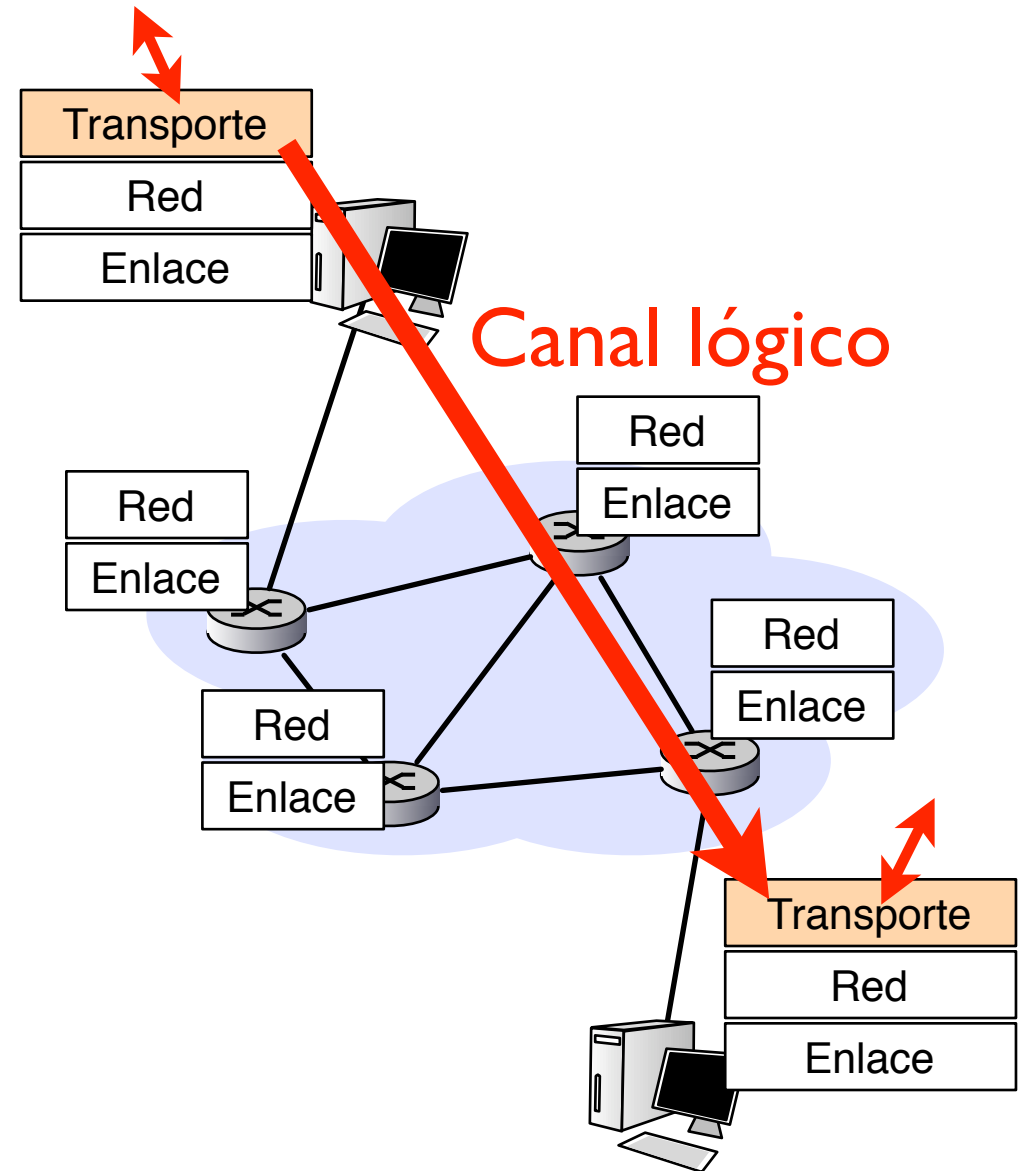 Transporte
Red
Enlace
Canal lógico
Red
Enlace
Red
Enlace
Red
Enlace
Red
Enlace
Transporte
Red
Enlace